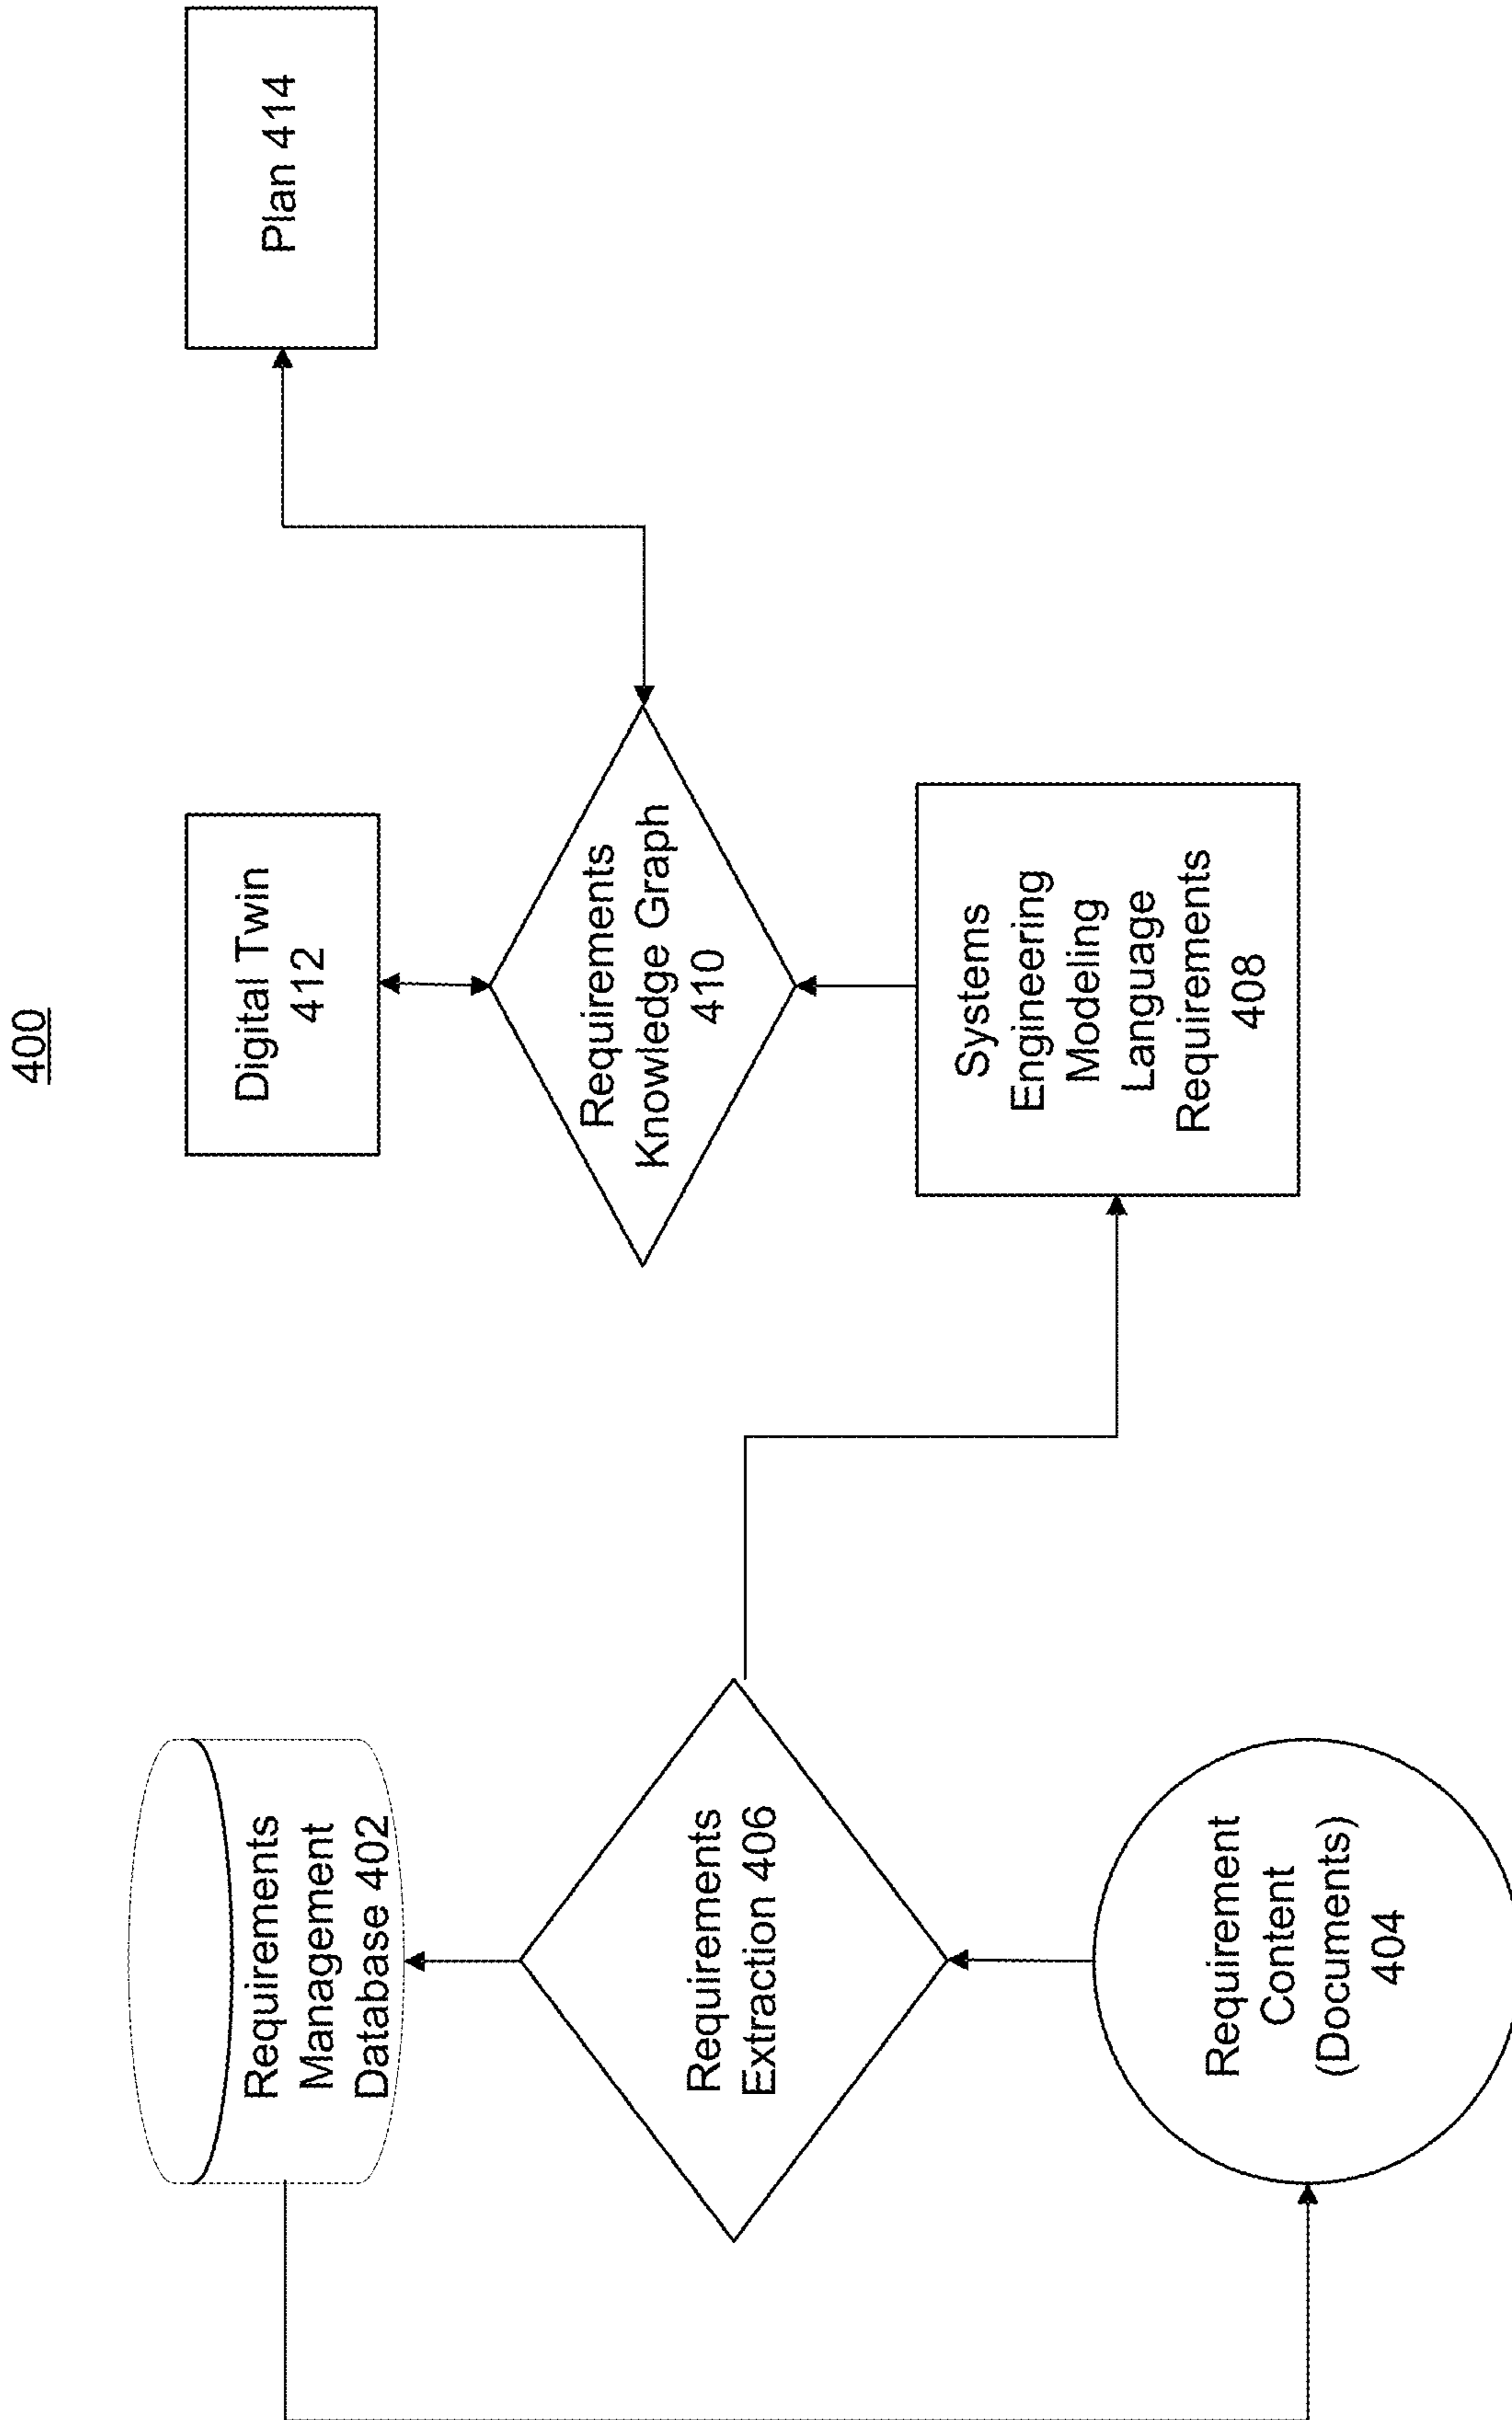 400
Requirements
Management
Database 402
Requirements
Extraction 406
Requirement
Content
(Documents)
404
Digital Twin
412
Requirements
Knowledge Graph
410
Systems
Engineering
Modeling
Language
Requirements
408
Plan 414